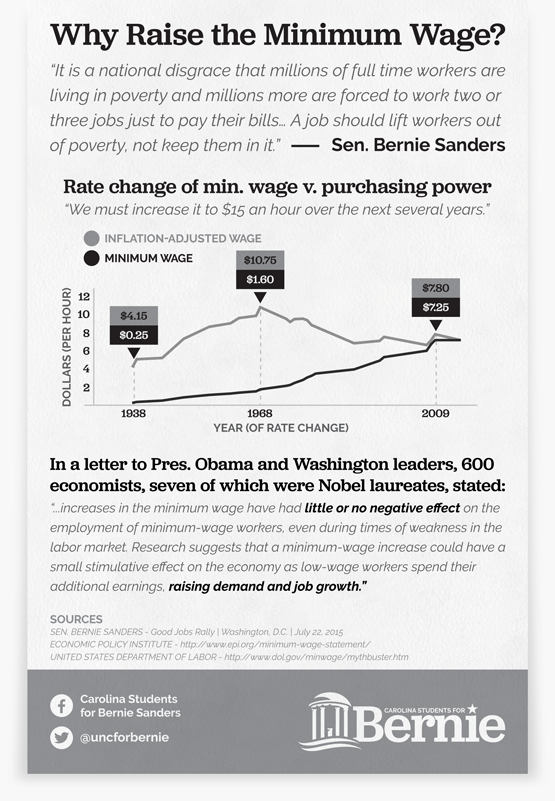 Why Raise the Minimum Wage?
“It is a national disgrace that millions of full time workers are
living in poverty and millions more are forced to work two or
three jobs just to pay their bills... A job should lift workers out
of poverty, not keep them in it.” — Sen. Bernie Sanders
Rate change of min. wage v. purchasing power
“We must increase it to $15 an hour over the next several years.”
INFLATION-ADJUSTED WAGE
MINIMUM WAGE
$10.75
$1.60
$7.80
$7.25
$4.15
$0.25
DOLLARS (PER HOUR)
12
10
8
6
4
2
1938 1968 2009
YEAR (OF RATE CHANGE)
In a letter to Pres. Obama and Washington leaders, 600
economists, seven of which were Nobel laureates, stated:
“...increases in the minimum wage have had little or no negative effect on the
employment of minimum-wage workers, even during times of weakness in the
labor market. Research suggests that a minimum-wage increase could have a
small stimulative effect on the economy as low-wage workers spend their
additional earnings, raising demand and job growth.”
SOURCES
SEN. BERNIE SANDERS - Good Jobs Rally | Washington, D.C. | July 22, 2015
ECONOMIC POLICY INSTITUTE - http://www.epi.org/minimum-wage-statement/
UNITED STATES DEPARTMENT OF LABOR - http://www.dol.gov/minwage/mythbuster.htm
Carolina Students
for Bernie Sanders
@uncforbernie
CAROLINA STUDENTS FOR
Bernie